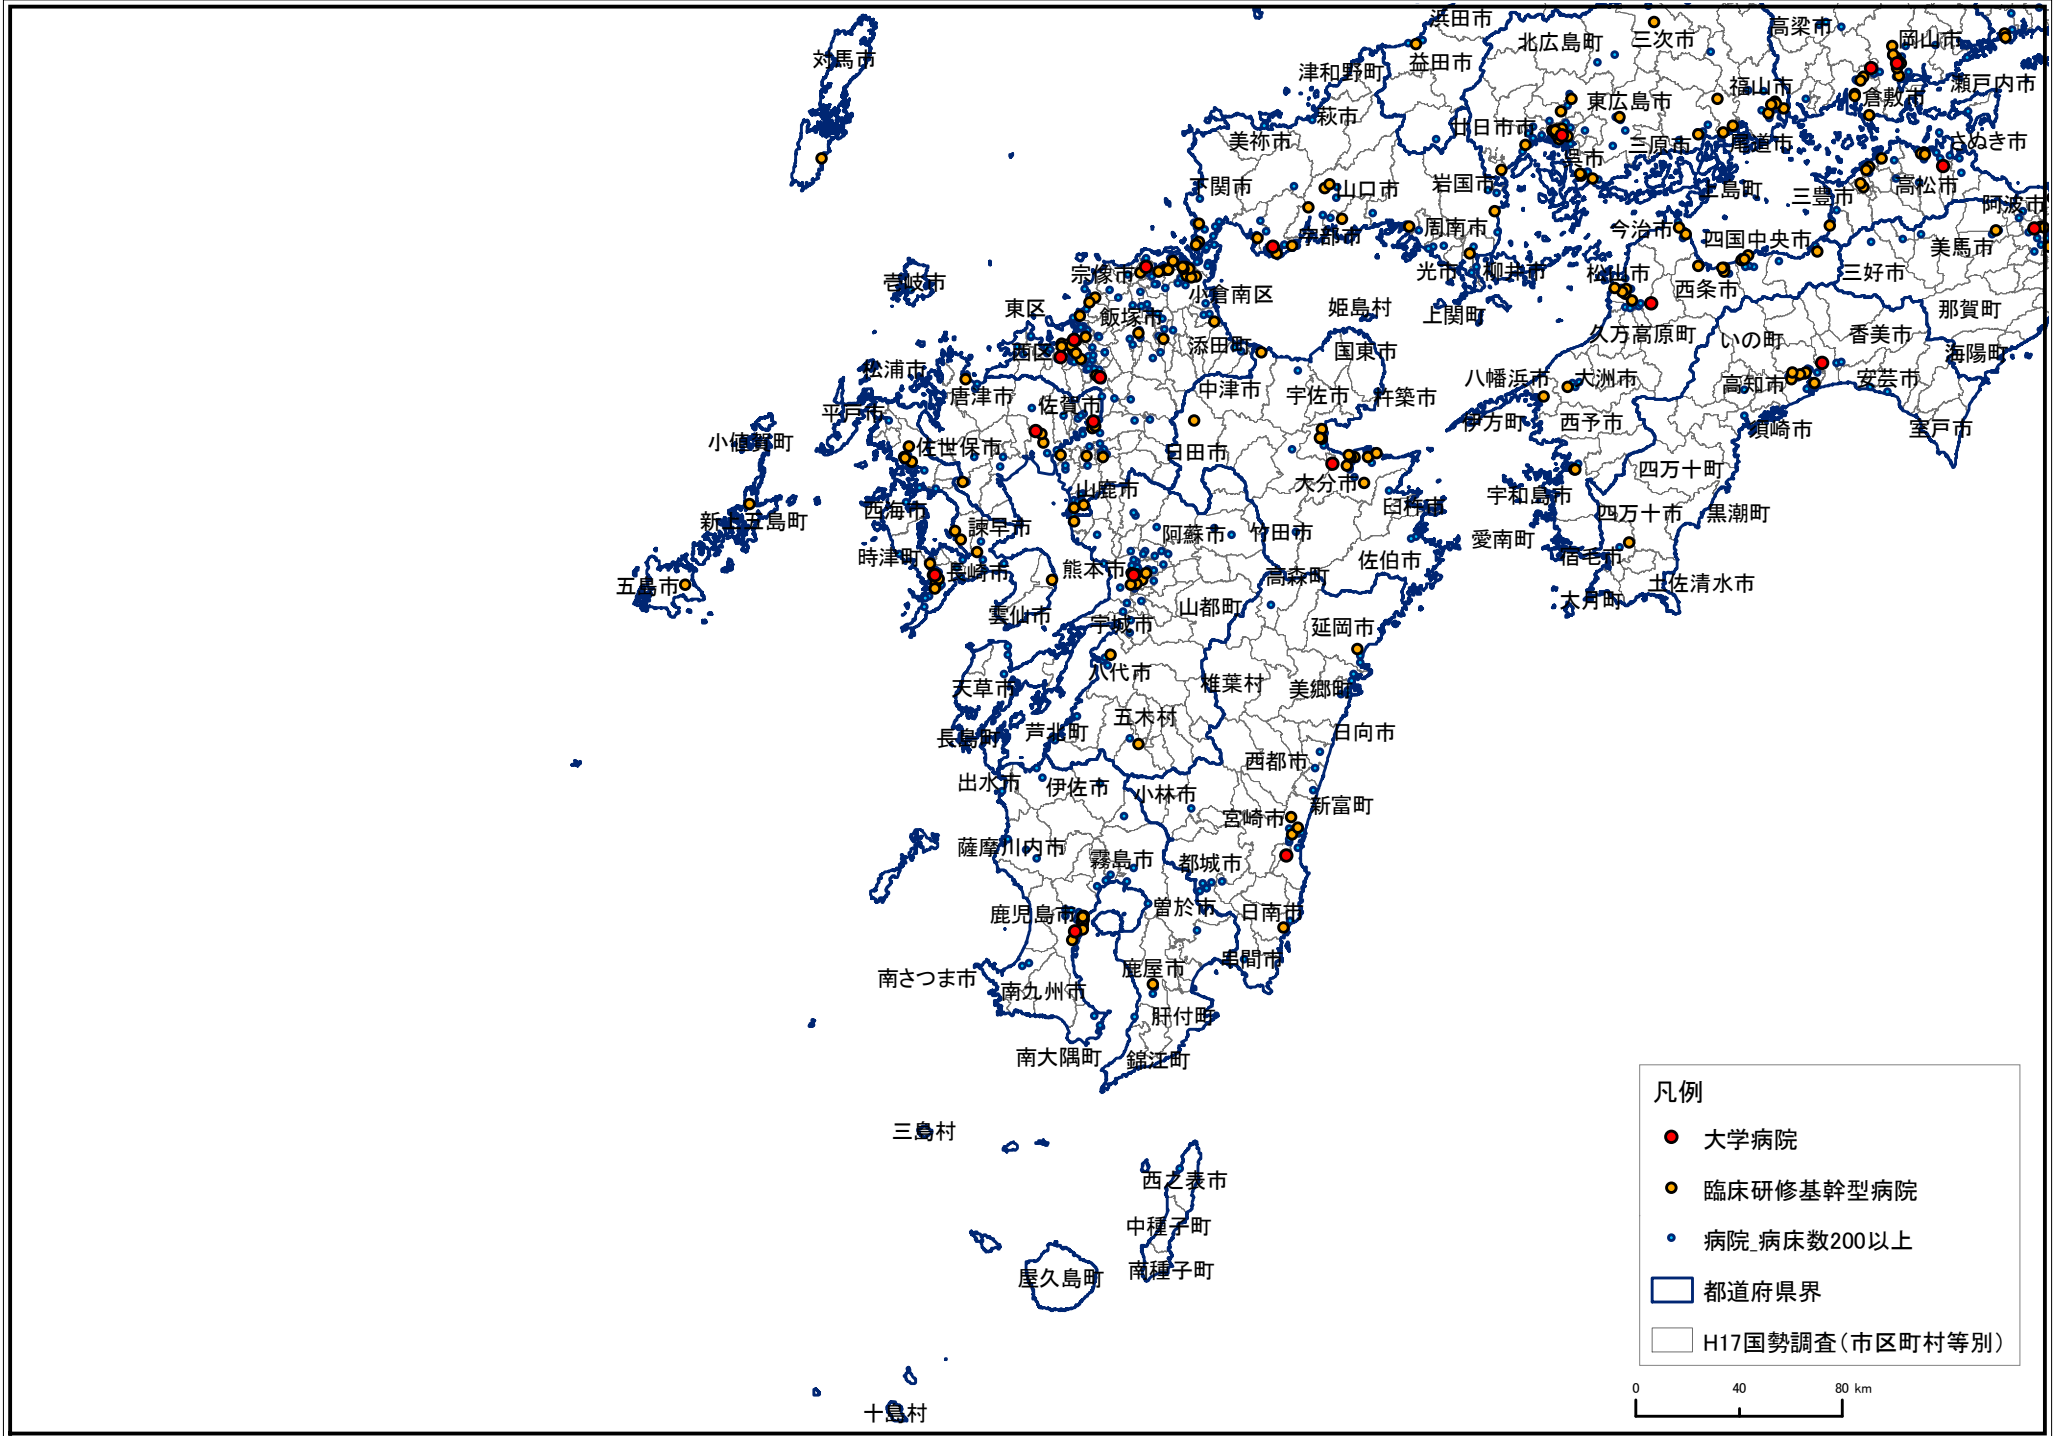 浜田市
高梁市
岡山市
北広島町
三次市
対馬市
益田市
津和野町
福山市
瀬戸内市
倉敷市
東広島市
萩市
廿日市市
美祢市
三原市
尾道市
さぬき市
呉市
下関市
山口市
岩国市
上島町
三豊市
高松市
阿波市
宇部市
周南市
今治市
四国中央市
美馬市
宗像市
光市
柳井市
松山市
三好市
壱岐市
小倉南区
西条市
東区
姫島村
上関町
飯塚市
那賀町
久万高原町
いの町
香美市
西区
添田町
国東市
海陽町
松浦市
八幡浜市
大洲市
高知市
安芸市
唐津市
中津市
宇佐市
杵築市
佐賀市
平戸市
伊方町
西予市
須崎市
室戸市
小値賀町
佐世保市
日田市
四万十町
大分市
山鹿市
宇和島市
臼杵市
西海市
新上五島町
諫早市
四万十市
黒潮町
阿蘇市
竹田市
愛南町
時津町
佐伯市
宿毛市
長崎市
熊本市
高森町
五島市
土佐清水市
大月町
山都町
雲仙市
宇城市
延岡市
八代市
天草市
椎葉村
美郷町
五木村
長島町
芦北町
日向市
西都市
出水市
伊佐市
小林市
新富町
宮崎市
薩摩川内市
霧島市
都城市
鹿児島市
曽於市
日南市
串間市
鹿屋市
南さつま市
南九州市
肝付町
南大隅町
錦江町
三島村
西之表市
中種子町
南種子町
屋久島町
十島村
凡例
大学病院
臨床研修基幹型病院
病院_病床数200以上
都道府県界
H17国勢調査（市区町村等別）
0 40 80 km